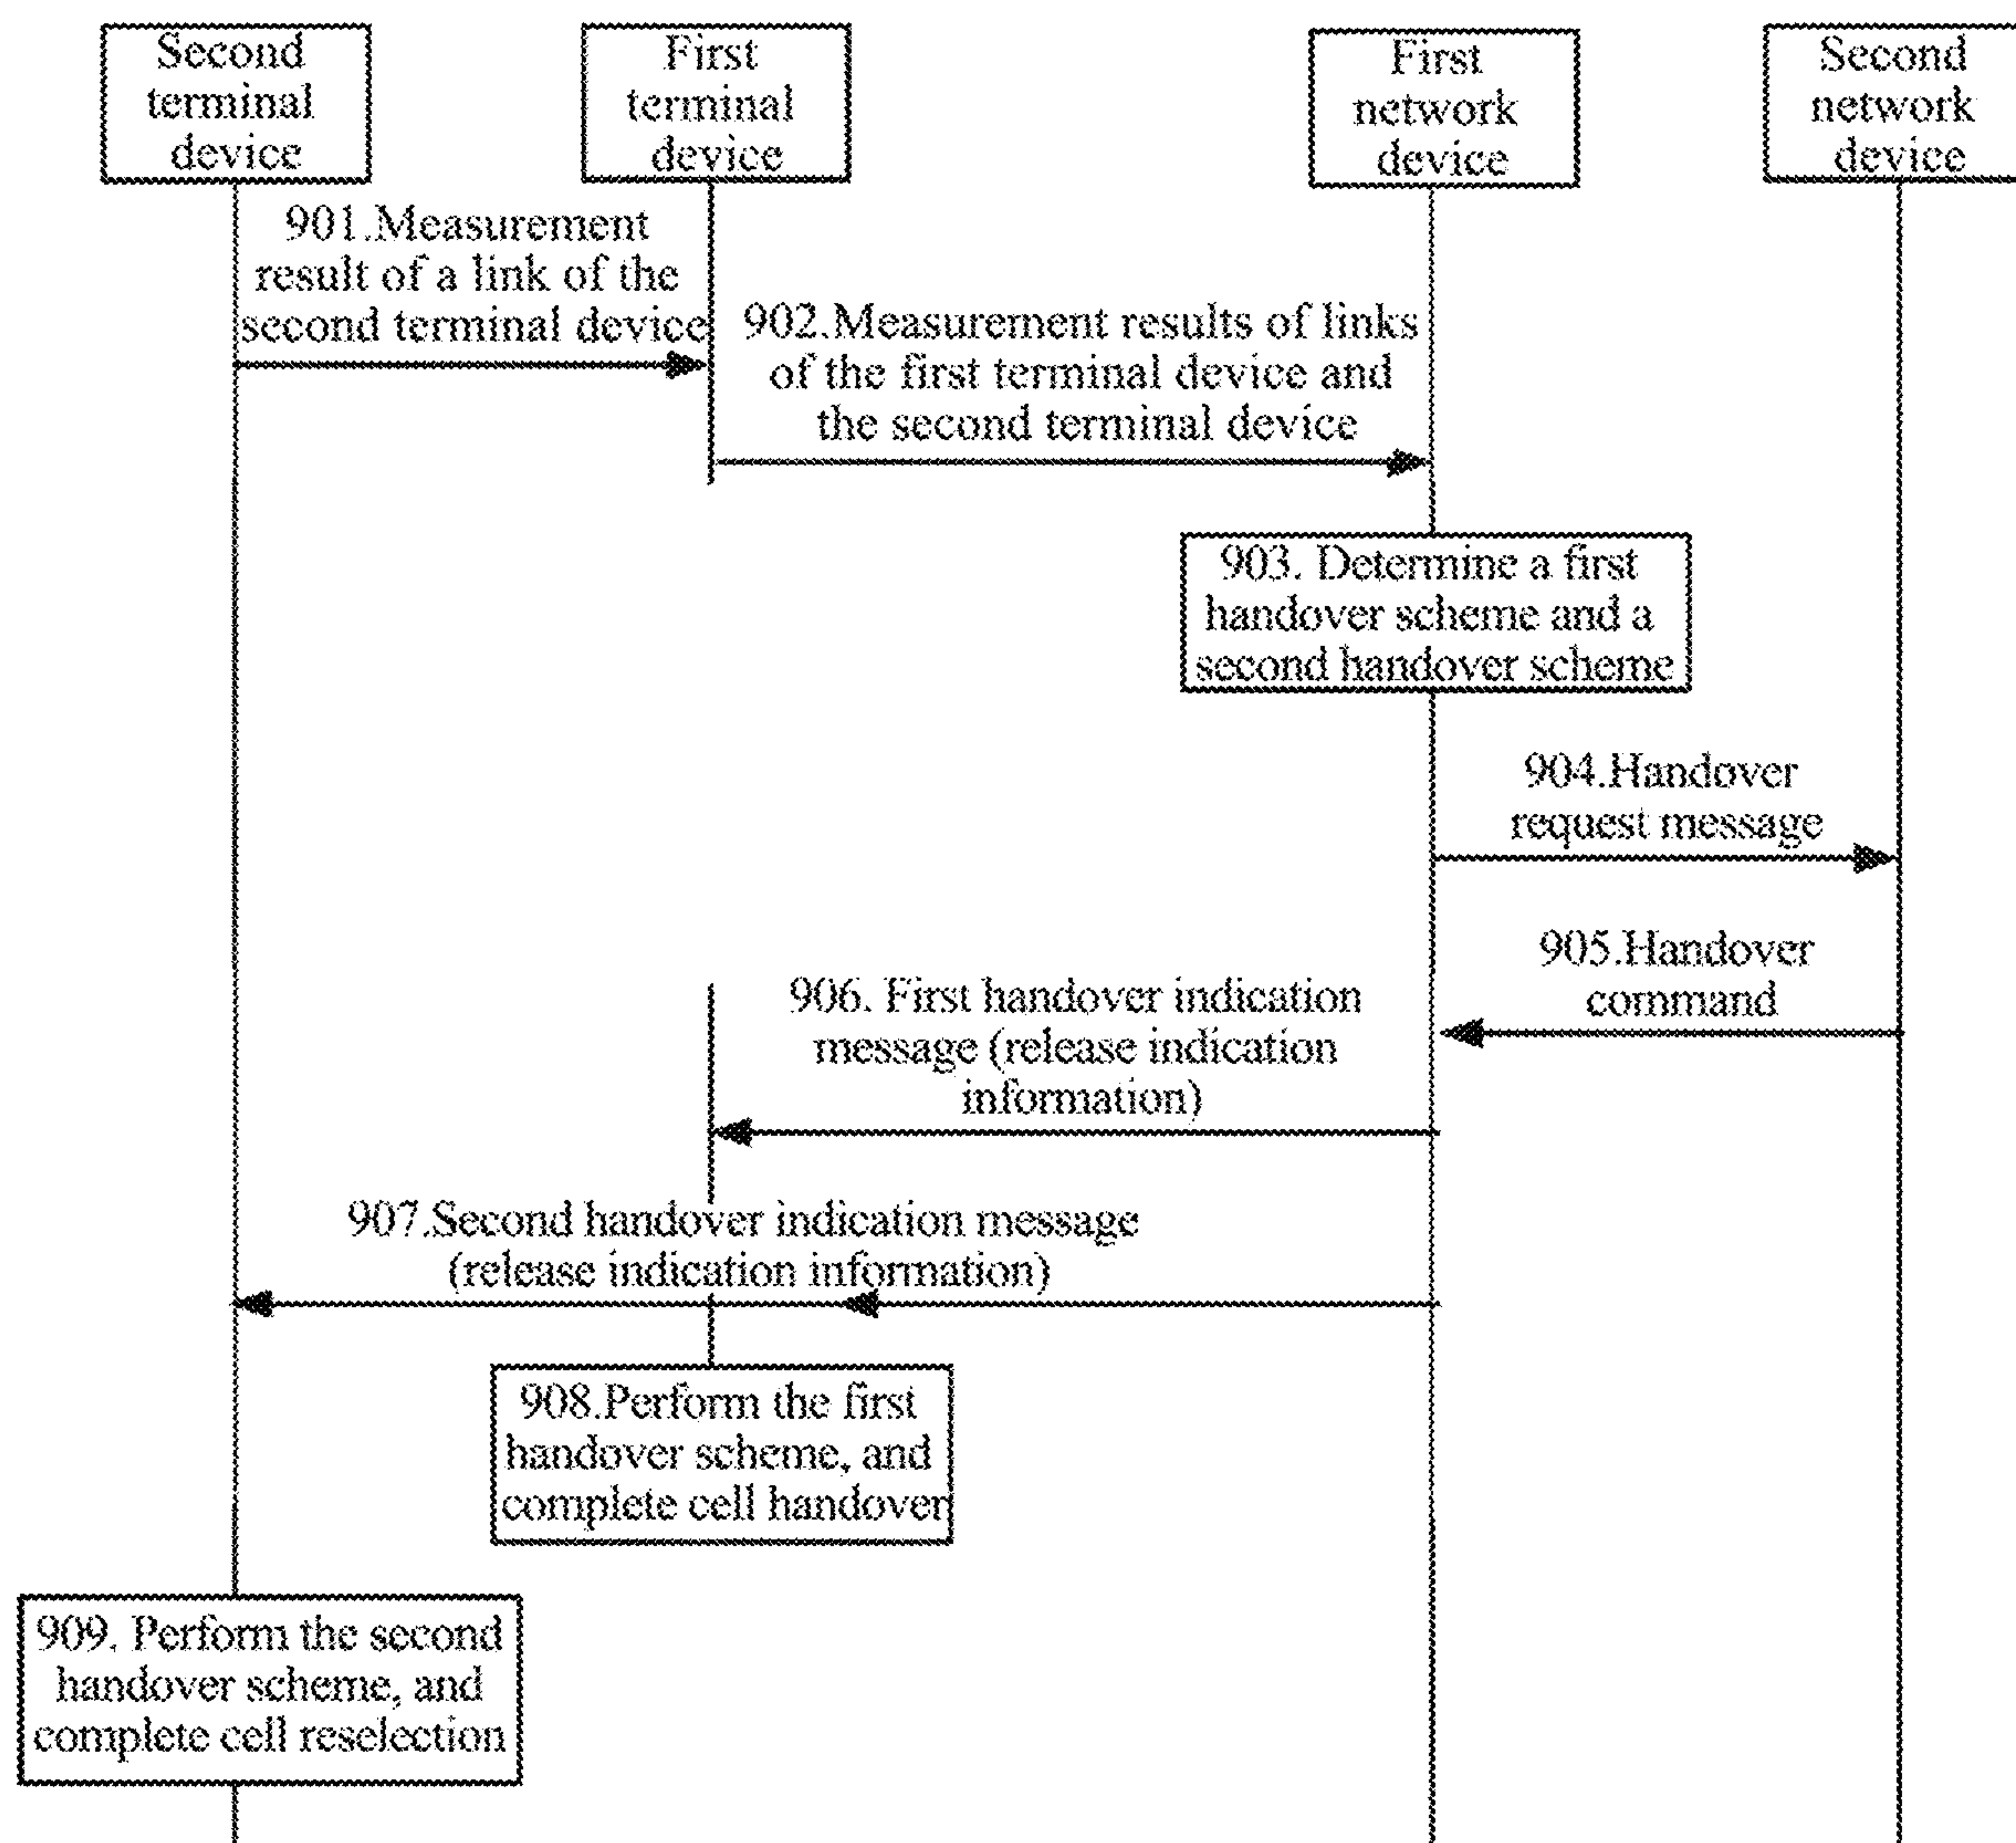 Second
terminal
device
First
terminal
device
First
network
device
Second
network
device
901.Measurement
result of a link of the
second terminal device
902.Measurement results of links
of the first terminal device and
the second terminal device
903. Determine a first
handover scheme and a
second handover scheme
904.Handover
request message
905.Handover
command
906. First handover indication
message (release indication
information)
907.Second handover indication message
(release indication information)
908.Perform the first
handover scheme, and
complete cell handover
909. Perform the second
handover scheme, and
complete cell reselection